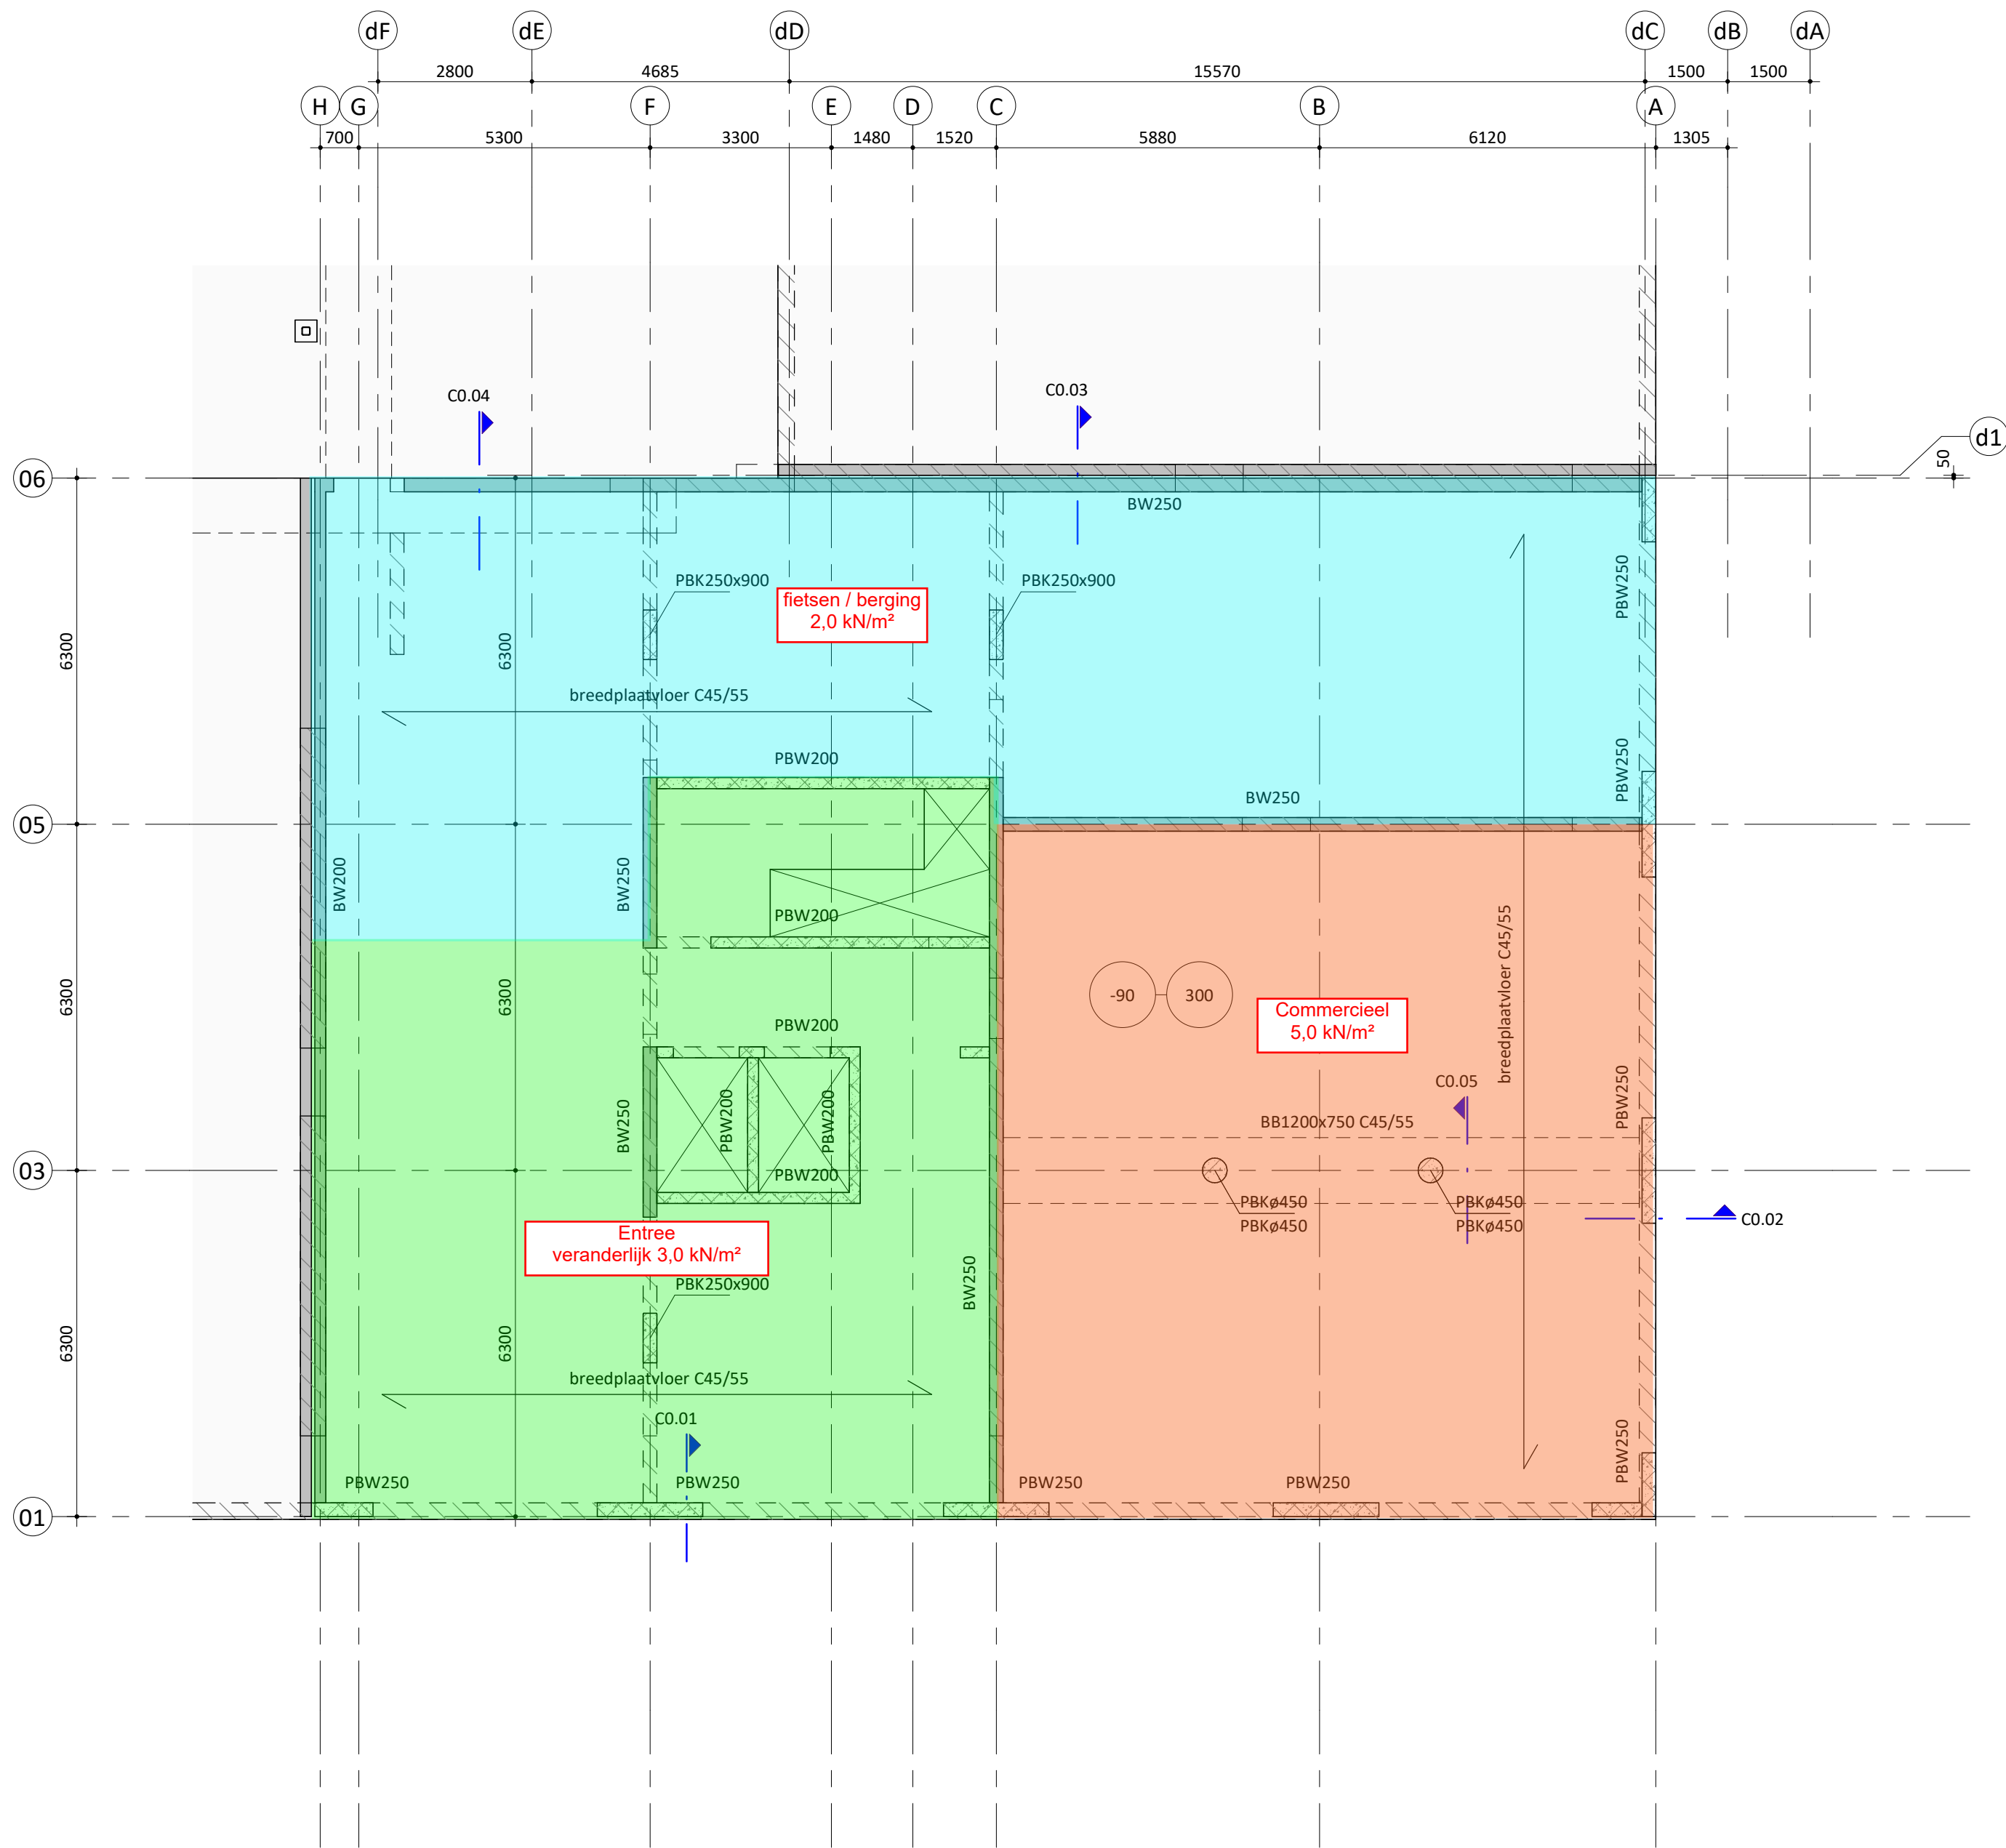 dF
dE
dD
dC
dB
dA
2800
4685
15570
1500
1500
H
G
F
E
D
C
B
A
700
5300
3300
1480
1520
5880
6120
1305
C0.04
C0.03
d1
50
06
BW250
PBK250x900
PBK250x900
PBW250
fietsen / berging
2,0 kN/m²
6300
6300
breedplaatvloer C45/55
PBW200
PBW250
BW250
05
BW200
BW250
PBW200
breedplaatvloer C45/55
-90
300
Commercieel
5,0 kN/m²
6300
6300
PBW200
C0.05
BW250
PBW200
PBW200
PBW250
BB1200x750 C45/55
03
PBW200
PBKø450
PBKø450
PBKø450
PBKø450
C0.02
Entree
veranderlijk 3,0 kN/m²
PBK250x900
BW250
6300
6300
breedplaatvloer C45/55
C0.01
PBW250
PBW250
PBW250
PBW250
PBW250
01